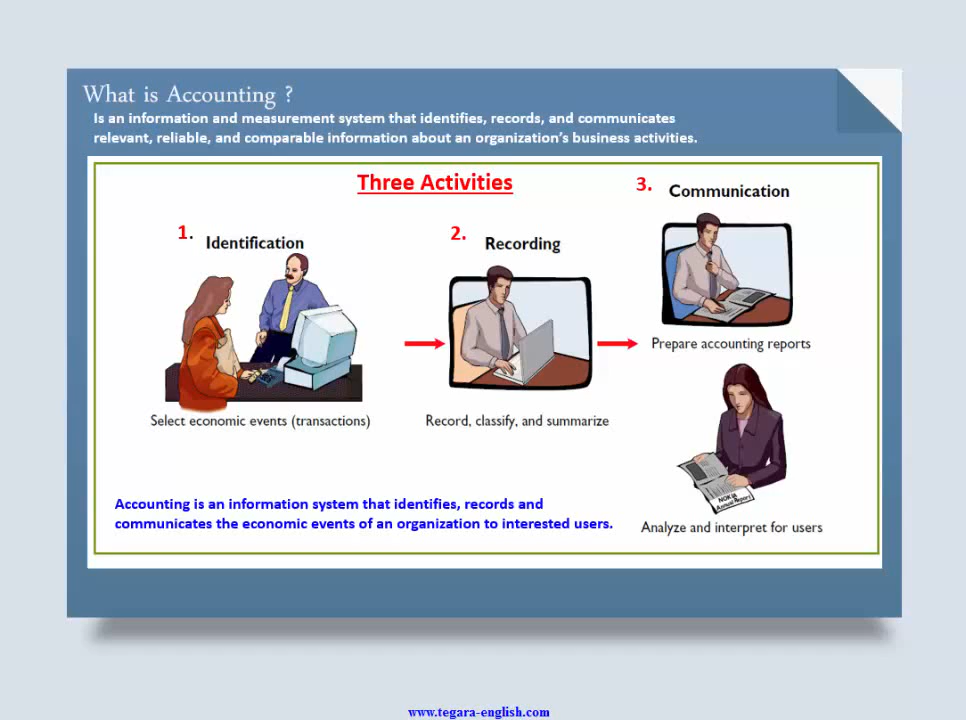 What is Accounting ?
Is an information and measurement system that identifies, records, and communicates
relevant, reliable, and comparable information about an organization's business activities.
Three Activities
1.
Identification
Select economic events (transactions)
2.
Recording
Record, classify, and summarize
3.
Communication
Prepare accounting reports
NOKIA
Annual Report
Analyze and interpret for users
Accounting is an information system that identifies, records and
communicates the economic events of an organization to interested users.
www.tegara-english.com